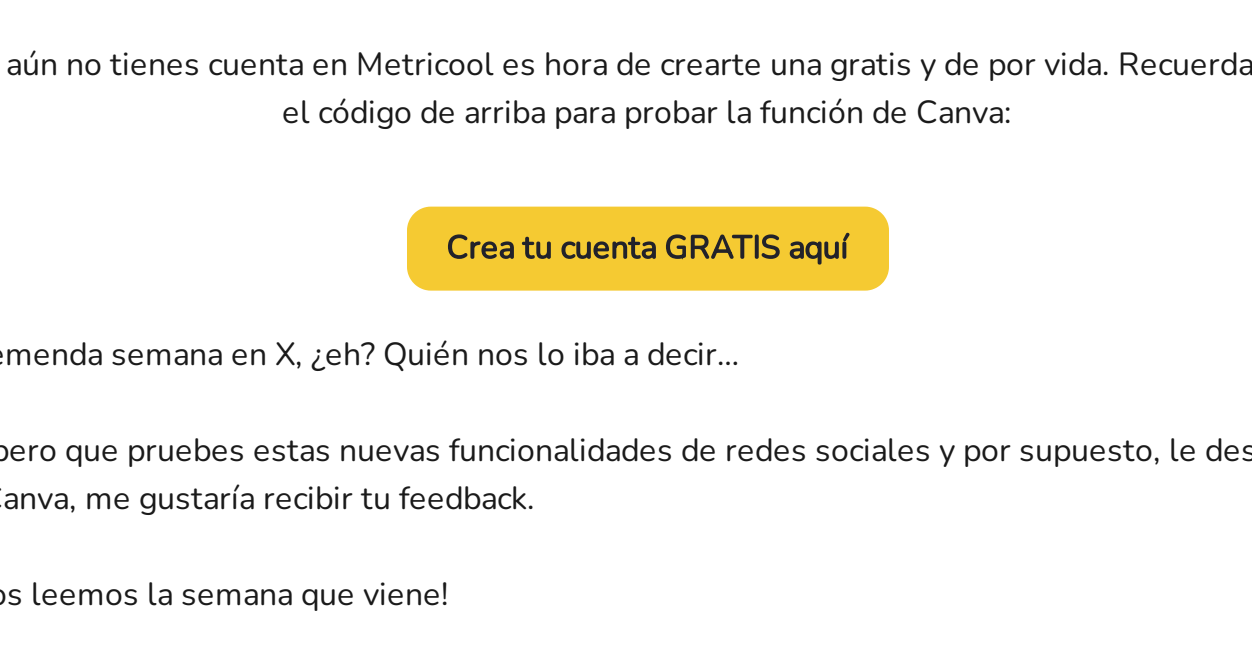 aún no tienes cuenta en Metricool es hora de crearte una gratis y de por vida. Recuerda
el código de arriba para probar la función de Canva:
Crea tu cuenta GRATIS aquí
emenda semana en X, ¿eh? Quién nos lo iba a decir...
pero que pruebes estas nuevas funcionalidades de redes sociales y por supuesto, le des
Canva, me gustaría recibir tu feedback.
os leemos la semana que viene!